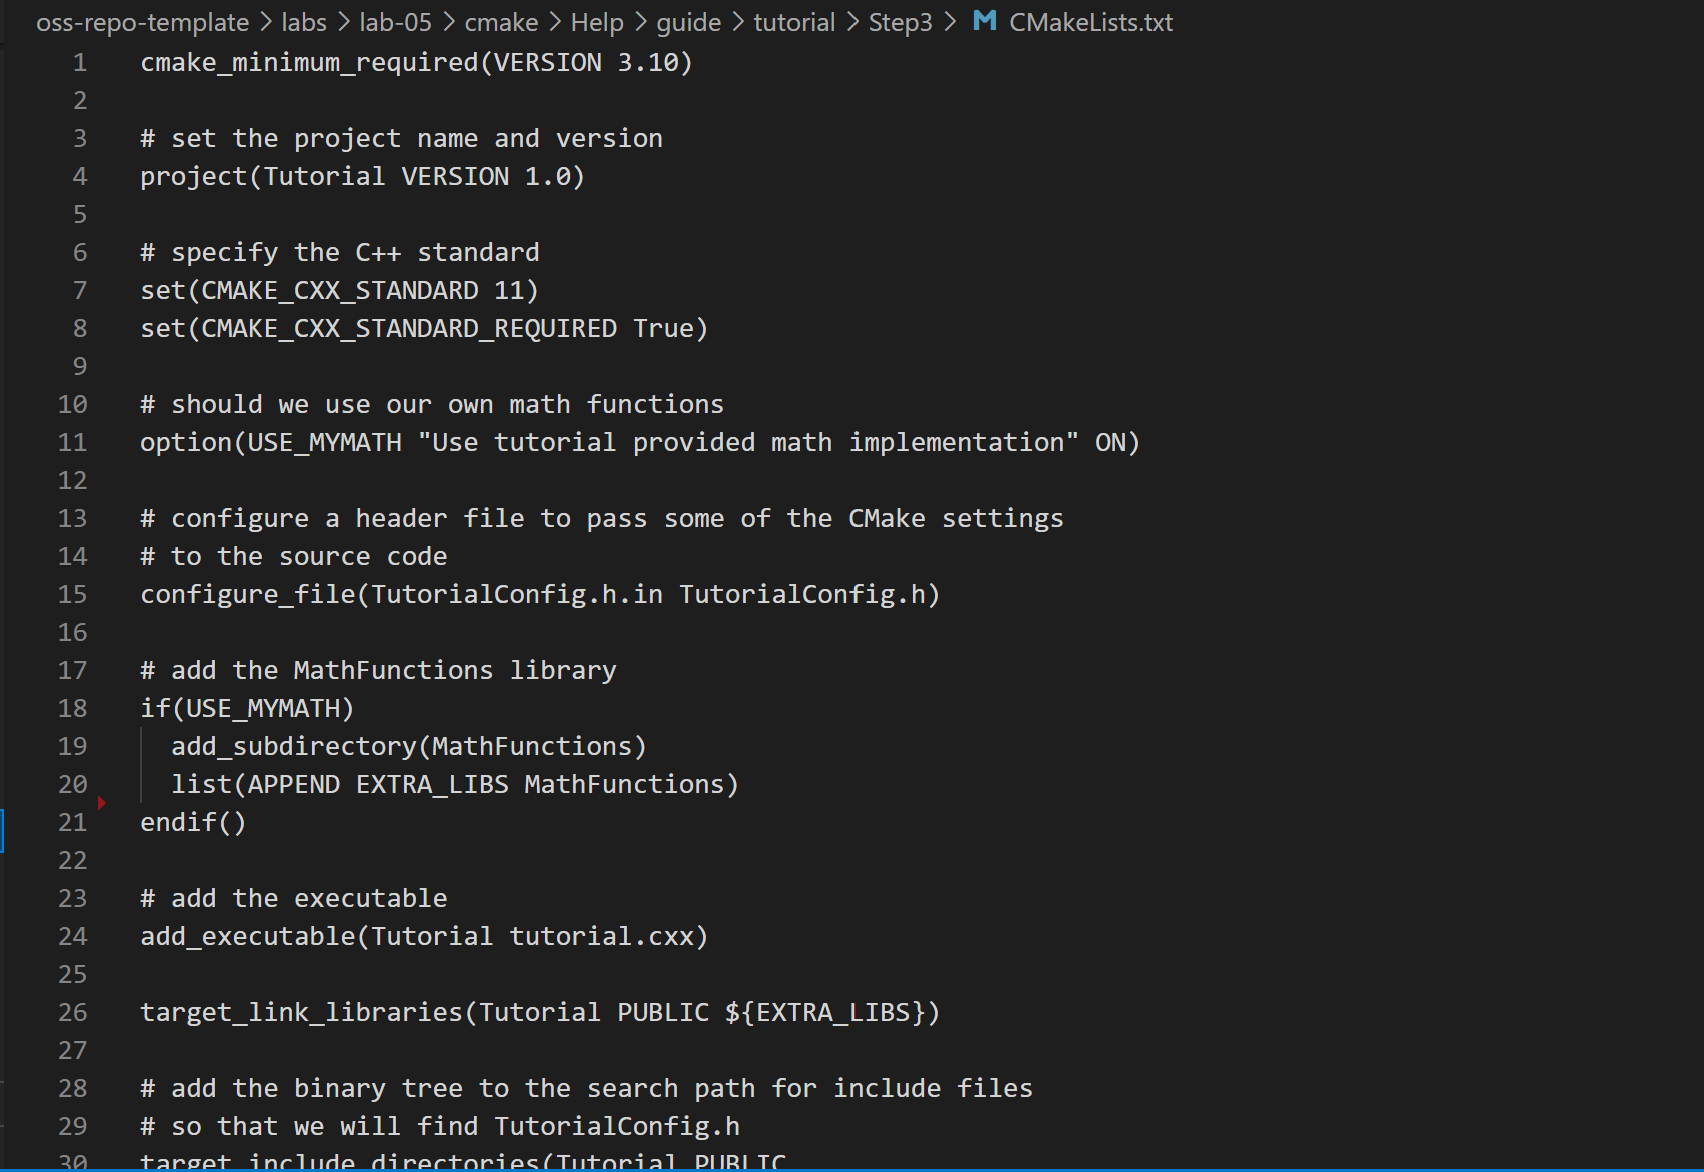 oss-repo-template > labs > lab-05 > cmake > Help > guide > tutorial > Step3 > M CMakeLists.txt
1 cmake_minimum_required(VERSION 3.10)
2
3 # set the project name and version
4 project(Tutorial VERSION 1.0)
5
6 # specify the C++ standard
7 set(CMAKE_CXX_STANDARD 11)
8 set(CMAKE_CXX_STANDARD_REQUIRED True)
9
10 # should we use our own math functions
11 option(USE_MYMATH "Use tutorial provided math implementation" ON)
12
13 # configure a header file to pass some of the CMake settings
14 # to the source code
15 configure_file(TutorialConfig.h.in TutorialConfig.h)
16
17 # add the MathFunctions library
18 if(USE_MYMATH)
19   add_subdirectory(MathFunctions)
20   list(APPEND EXTRA_LIBS MathFunctions)
21 endif()
22
23 # add the executable
24 add_executable(Tutorial tutorial.cxx)
25
26 target_link_libraries(Tutorial PUBLIC ${EXTRA_LIBS})
27
28 # add the binary tree to the search path for include files
29 # so that we will find TutorialConfig.h
30 target_include_directories(Tutorial PUBLIC